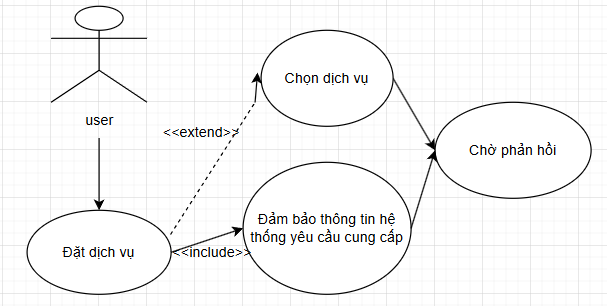 Chọn dịch vụ
user
<<extend>>
Chờ phản hồi
Đảm bảo thông tin hệ
thống yêu cầu cung cấp
Đặt dịch vụ
<<include>>